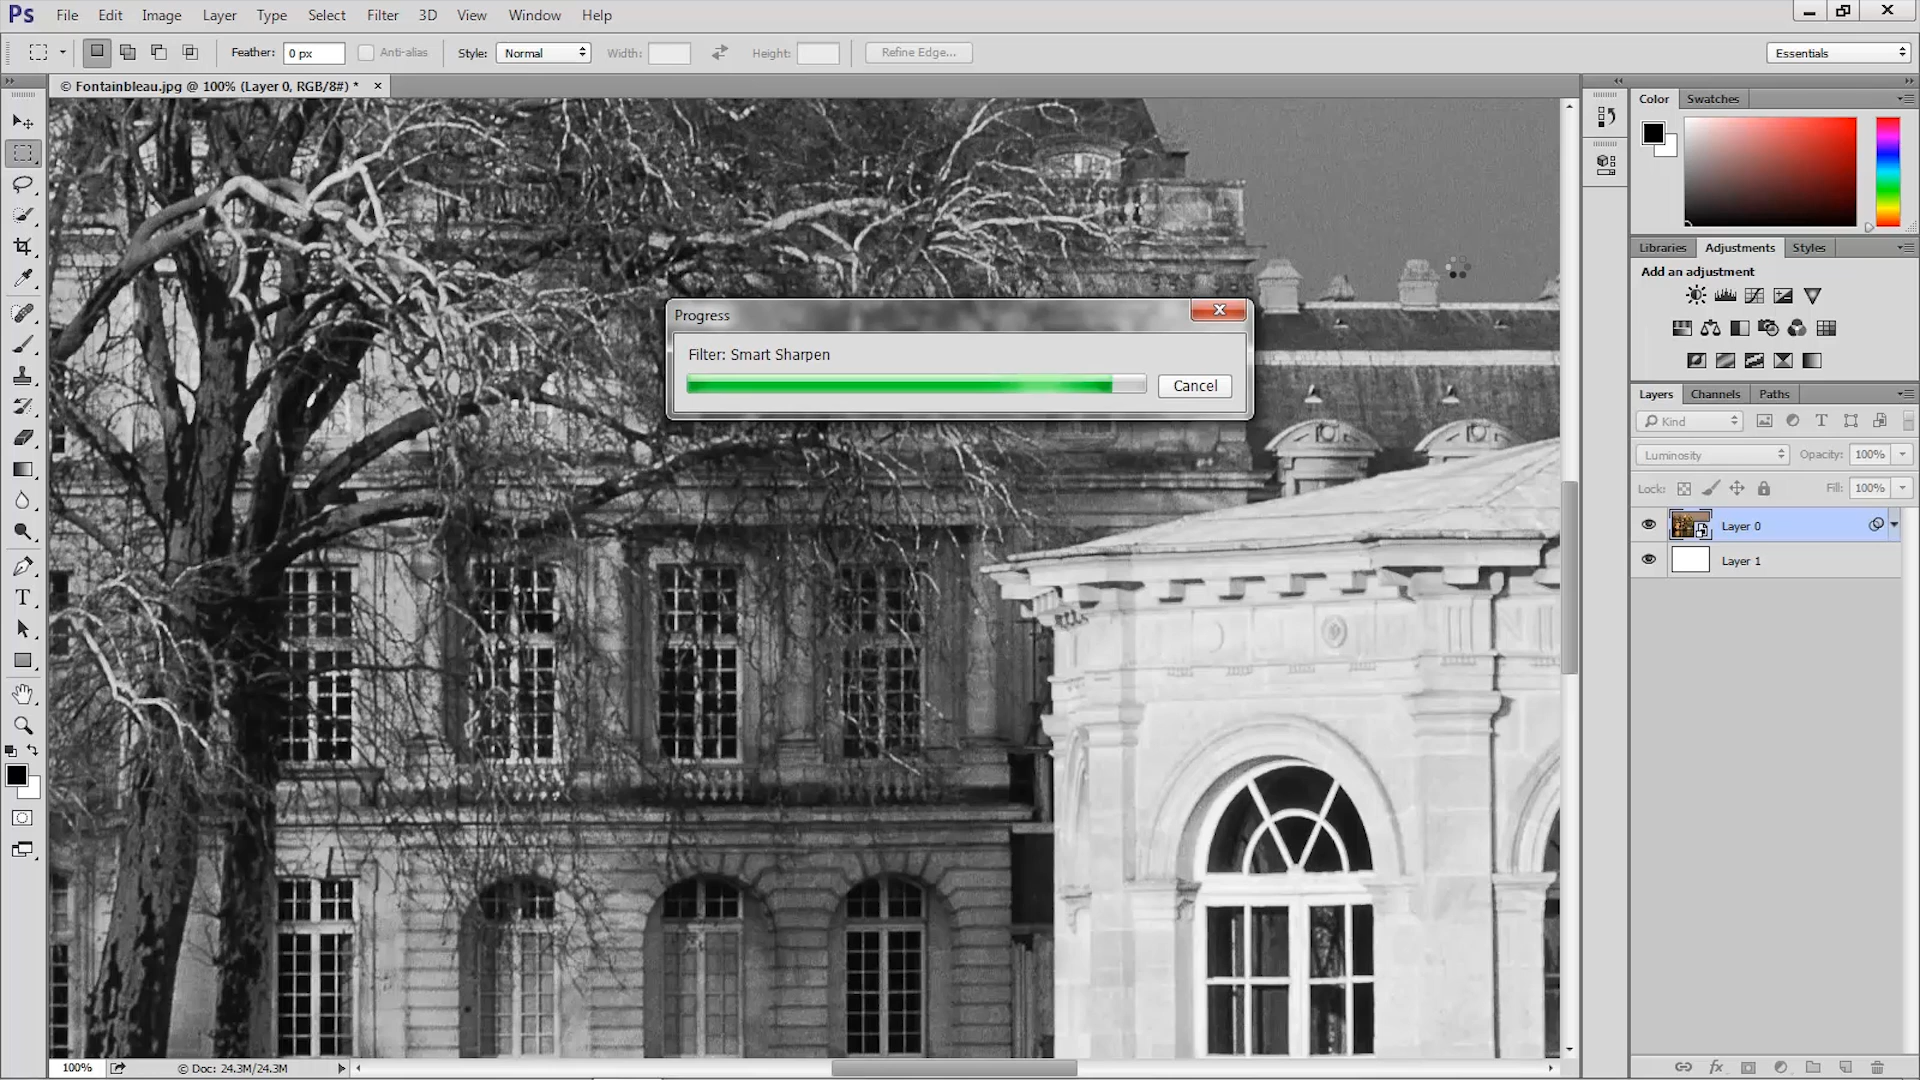 Ps File Edit Image Layer Type Select Filter 3D View Window Help
Feather: 0 px Anti-alias Style: Normal Width: Height: Refine Edge... Essentials
© Fontainbleau.jpg @ 100% (Layer 0, RGB/8#) *
Color Swatches
Libraries Adjustments Styles
Add an adjustment
Progress
Filter: Smart Sharpen
Cancel
Layers Channels Paths
Kind
Luminosity Opacity: 100%
Lock: Fill: 100%
Layer 0
Layer 1
100% © Doc: 24.3M/24.3M